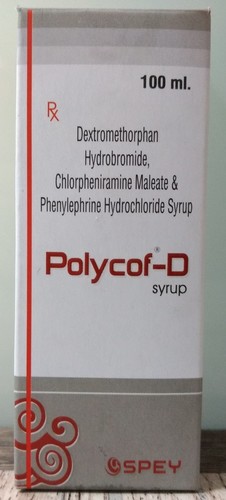 100 ml.
Rx
Dextromethorphan
Hydrobromide,
Chlorpheniramine Maleate &
Phenylephrine Hydrochloride Syrup
Polycof-D®
syrup
SPEY